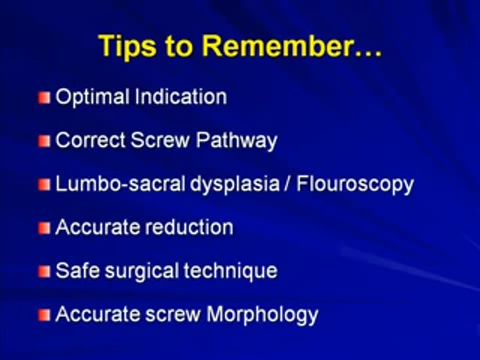 Tips to Remember…
Optimal Indication
Correct Screw Pathway
Lumbo-sacral dysplasia / Flouroscopy
Accurate reduction
Safe surgical technique
Accurate screw Morphology